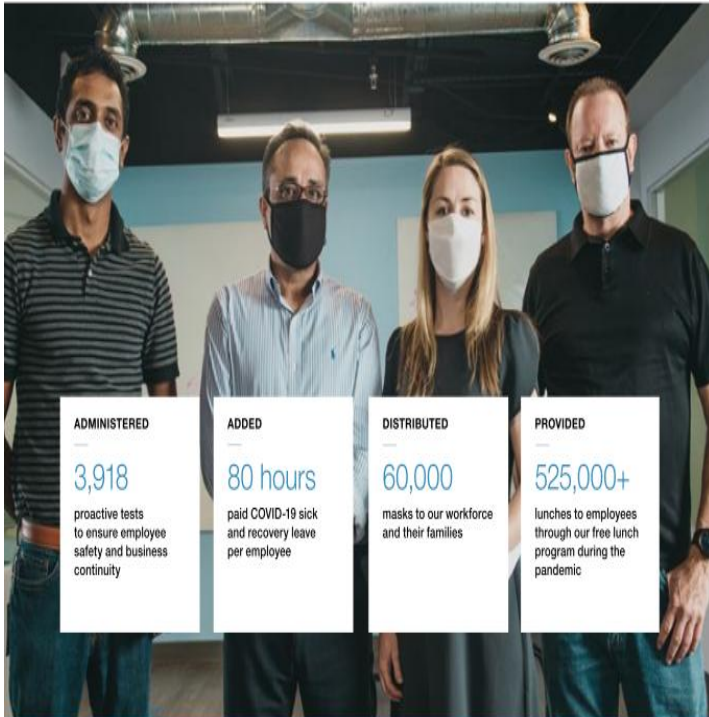 ADMINISTERED
3,918
proactive tests
to ensure employee
safety and business
continuity
ADDED
80 hours
paid COVID-19 sick
and recovery leave
per employee
DISTRIBUTED
60,000
masks to our workforce
and their families
PROVIDED
525,000+
lunches to employees
through our free lunch
program during the
pandemic